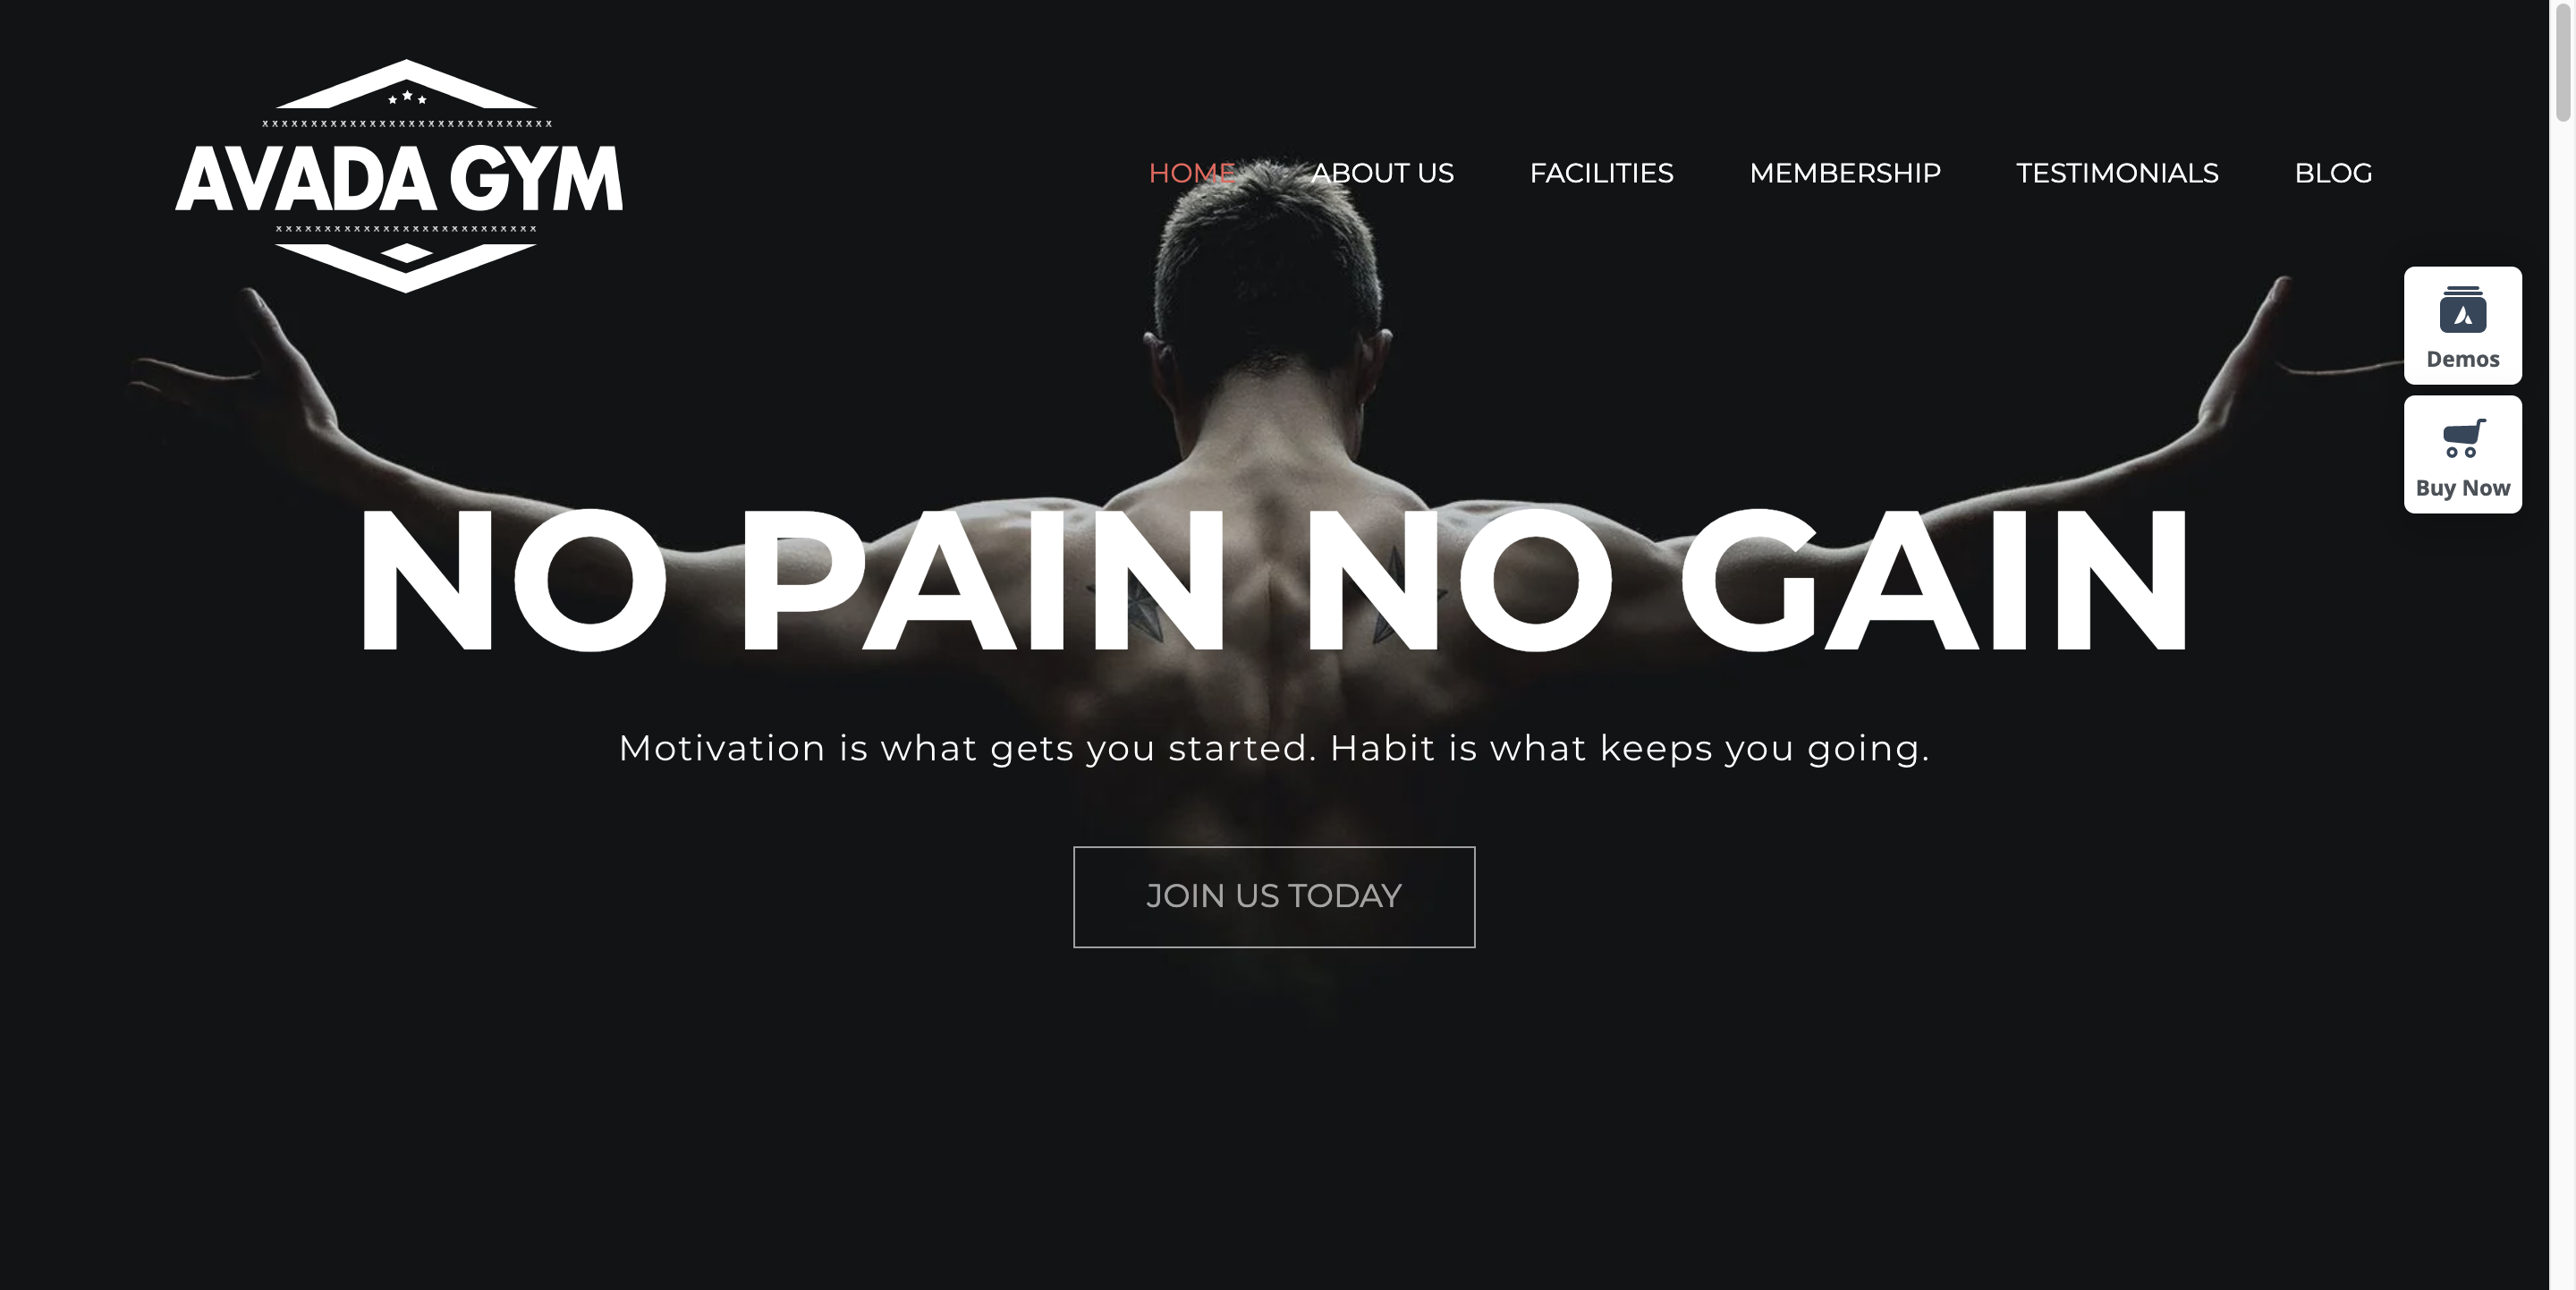 AVADA GYM
HOME ABOUT US FACILITIES MEMBERSHIP TESTIMONIALS BLOG
Demos
Buy Now
NO PAIN NO GAIN
Motivation is what gets you started. Habit is what keeps you going.
JOIN US TODAY